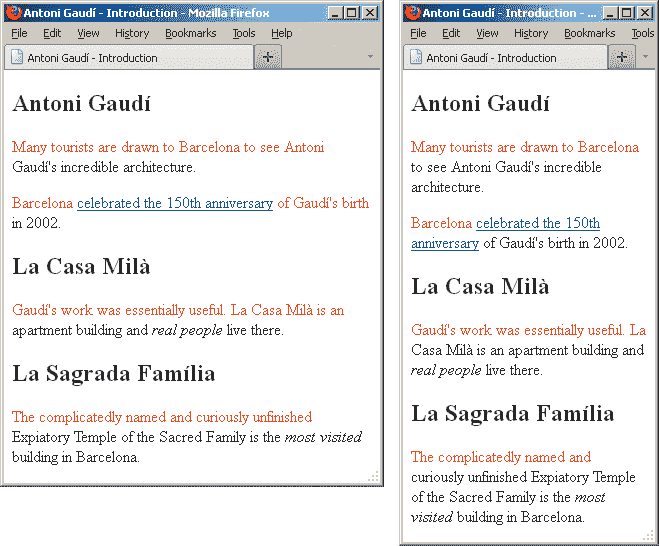 Antoni Gaudí - Introduction - Mozilla Firefox
File Edit View History Bookmarks Tools Help
Antoni Gaudí - Introduction
Antoni Gaudí
Many tourists are drawn to Barcelona to see Antoni
Gaudí's incredible architecture.
Barcelona celebrated the 150th anniversary of Gaudí's birth
in 2002.
La Casa Milà
Gaudí's work was essentially useful. La Casa Milà is an
apartment building and real people live there.
La Sagrada Família
The complicatedly named and curiously unfinished
Expiatory Temple of the Sacred Family is the most visited
building in Barcelona.
Antoni Gaudí - Introduction - ...
File Edit View History Bookmarks Tools
Antoni Gaudí - Introduction
Antoni Gaudí
Many tourists are drawn to Barcelona
to see Antoni Gaudí's incredible
architecture.
Barcelona celebrated the 150th
anniversary of Gaudí's birth in 2002.
La Casa Milà
Gaudí's work was essentially useful. La
Casa Milà is an apartment building and
real people live there.
La Sagrada Família
The complicatedly named and
curiously unfinished Expiatory Temple
of the Sacred Family is the most
visited building in Barcelona.